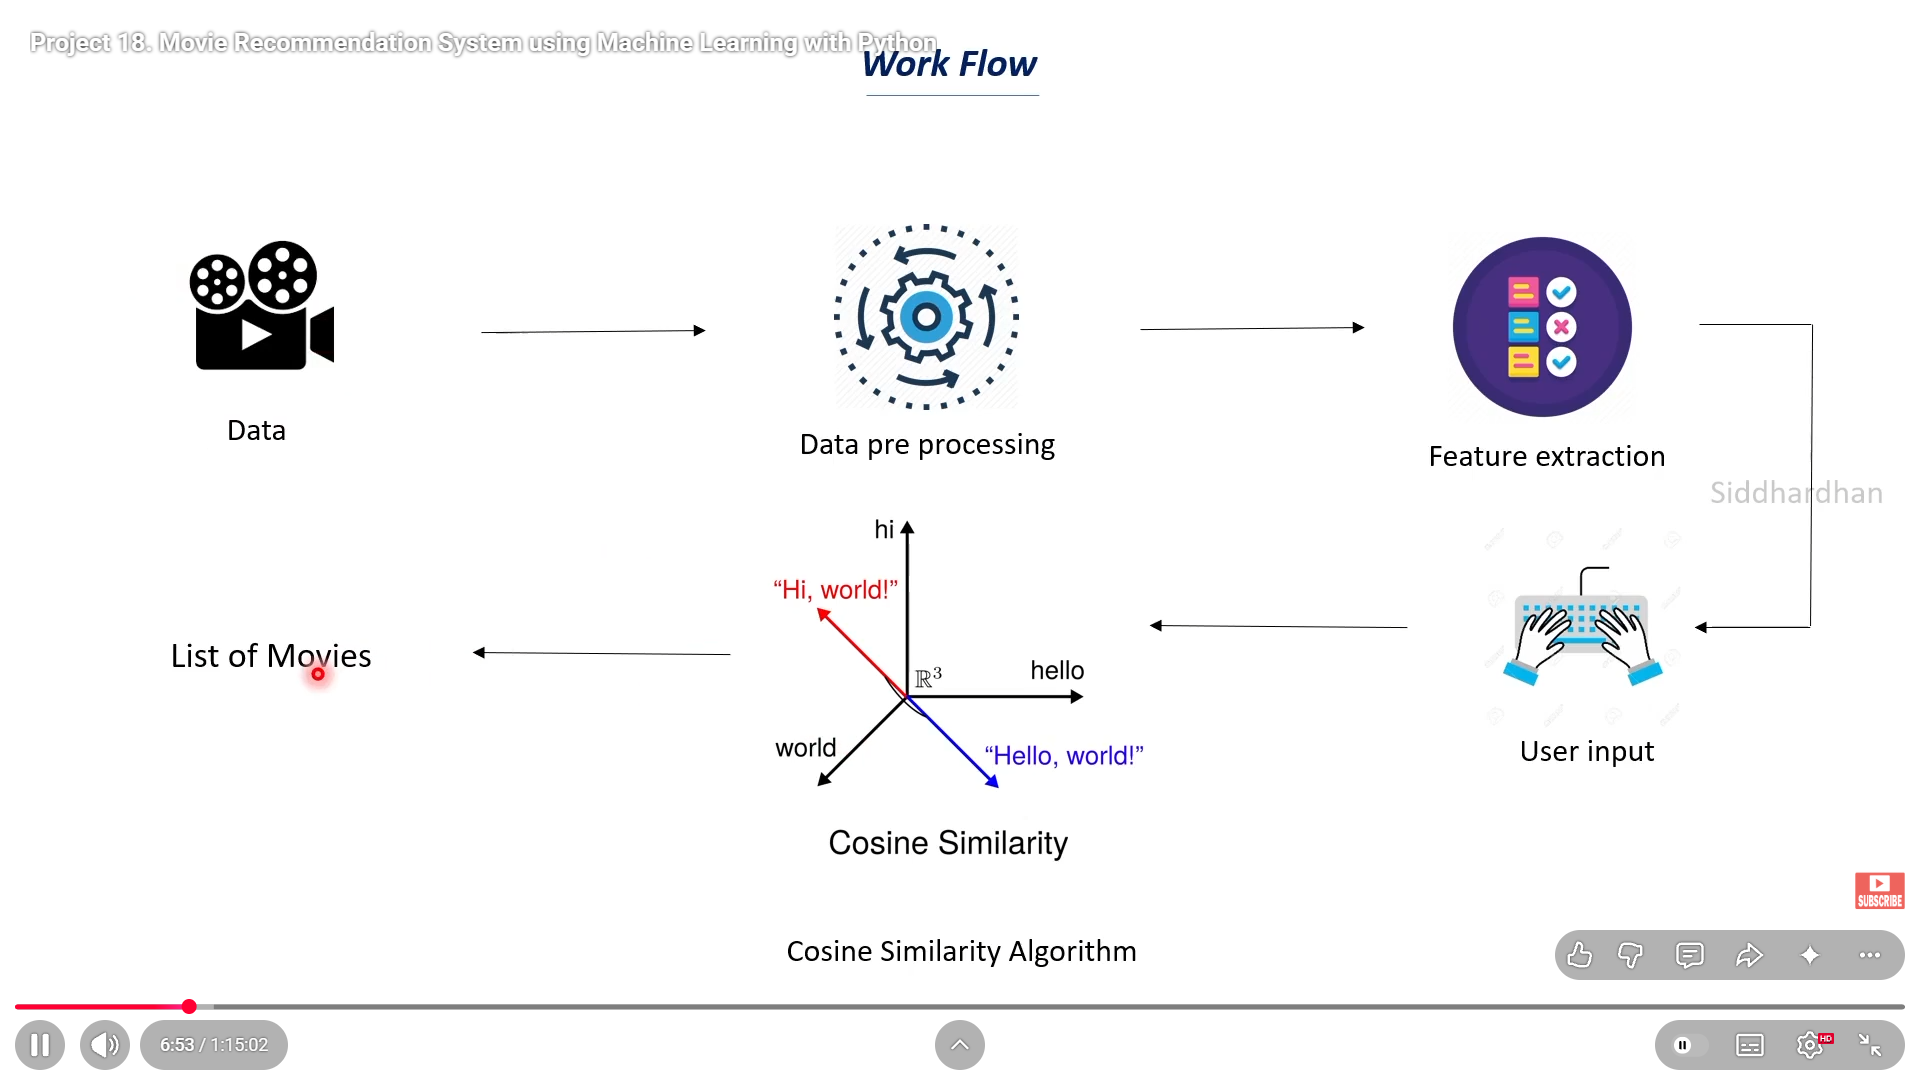 Project 18. Movie Recommendation System using Machine Learning with Python
Work Flow
Data
Data pre processing
Feature extraction
Siddhardhan
hi
"Hi, world!"
ℝ³
hello
world
"Hello, world!"
Cosine Similarity
List of Movies
User input
Cosine Similarity Algorithm
SUBSCRIBE
6:53 / 1:15:02
HD